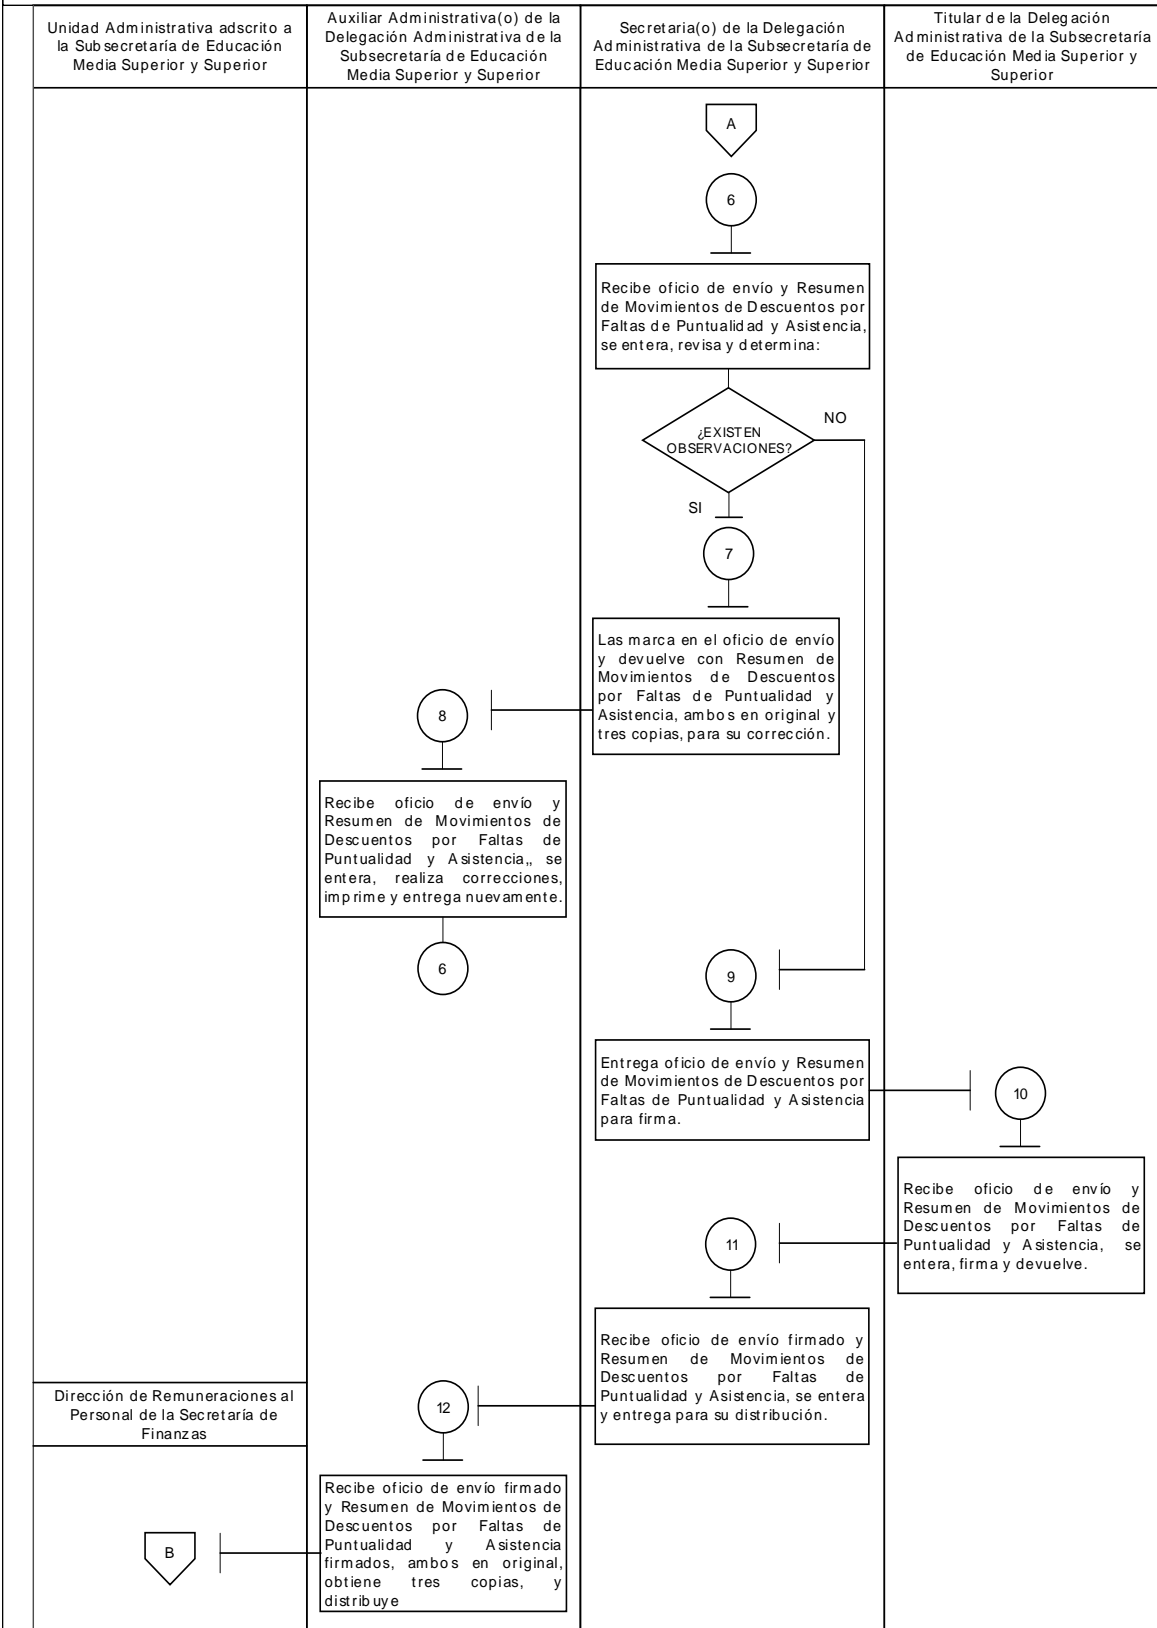 Unidad Administrativa adscrito a
la Subsecretaría de Educación
Media Superior y Superior
Auxiliar Administrativa(o) de la
Delegación Administrativa de la
Subsecretaría de Educación
Media Superior y Superior
Secretaria(o) de la Delegación
Administrativa de la Subsecretaría de
Educación Media Superior y Superior
Titular de la Delegación
Administrativa de la Subsecretaría
de Educación Media Superior y
Superior
A
6
Recibe oficio de envío y Resumen
de Movimientos de Descuentos por
Faltas de Puntualidad y Asistencia,
se entera, revisa y determina:
¿EXISTEN
OBSERVACIONES?
NO
SI
7
Las marca en el oficio de envío
y devuelve con Resumen de
Movimientos de Descuentos
por Faltas de Puntualidad y
Asistencia, ambos en original y
tres copias, para su corrección.
8
Recibe oficio de envío y
Resumen de Movimientos de
Descuentos por Faltas de
Puntualidad y Asistencia,, se
entera, realiza correcciones,
imprime y entrega nuevamente.
6
9
Entrega oficio de envío y Resumen
de Movimientos de Descuentos por
Faltas de Puntualidad y Asistencia
para firma.
10
Recibe oficio de envío y
Resumen de Movimientos de
Descuentos por Faltas de
Puntualidad y Asistencia, se
entera, firma y devuelve.
11
Recibe oficio de envío firmado y
Resumen de Movimientos de
Descuentos por Faltas de
Puntualidad y Asistencia, se entera
y entrega para su distribución.
Dirección de Remuneraciones al
Personal de la Secretaría de
Finanzas
12
Recibe oficio de envío firmado
y Resumen de Movimientos de
Descuentos por Faltas de
Puntualidad y Asistencia
firmados, ambos en original,
obtiene tres copias, y
distribuye
B